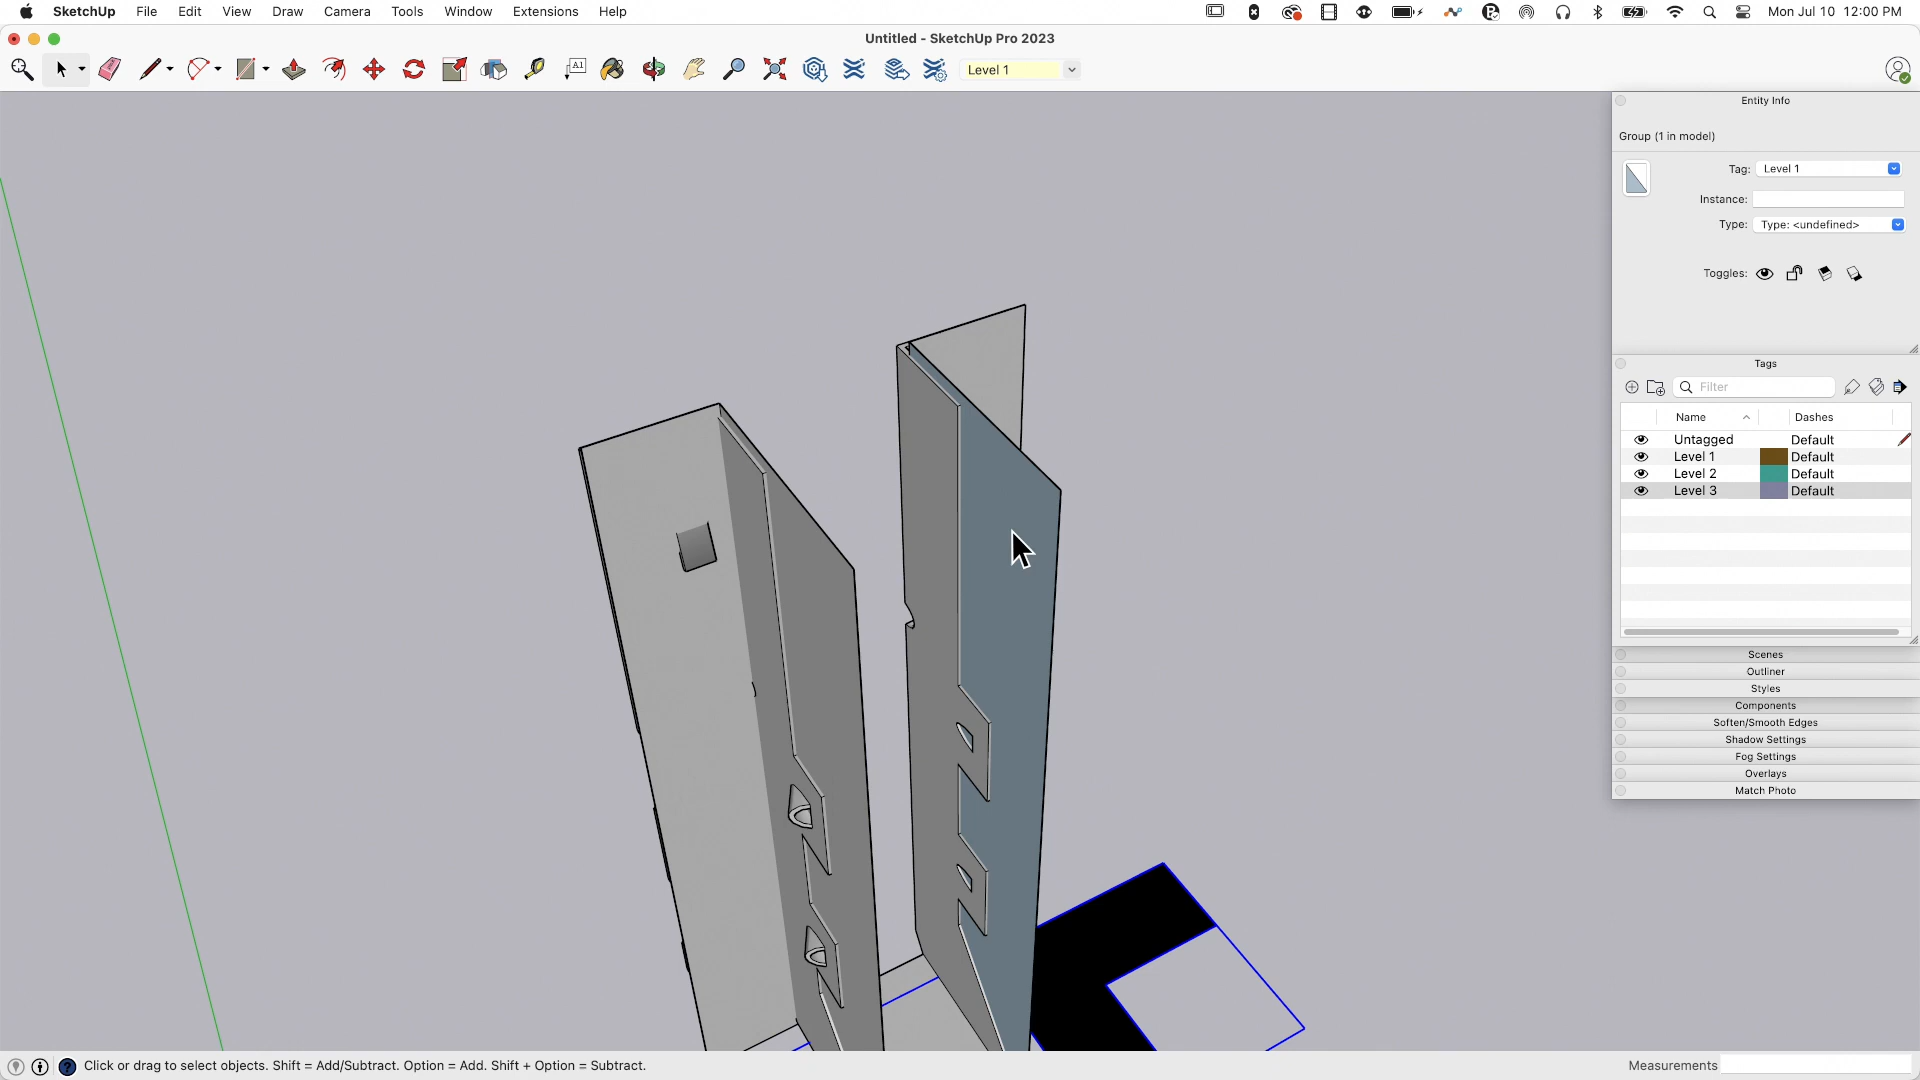 SketchUp File Edit View Draw Camera Tools Window Extensions Help Mon Jul 10 12:00 PM
Untitled - SketchUp Pro 2023
A1 Level 1
Entity Info
Group (1 in model)
Tag: Level 1
Instance:
Type: Type: <undefined>
Toggles:
Tags
Filter
Name Dashes
Untagged Default
Level 1 Default
Level 2 Default
Level 3 Default
Scenes
Outliner
Styles
Components
Soften/Smooth Edges
Shadow Settings
Fog Settings
Overlays
Match Photo
Click or drag to select objects. Shift = Add/Subtract. Option = Add. Shift + Option = Subtract. Measurements